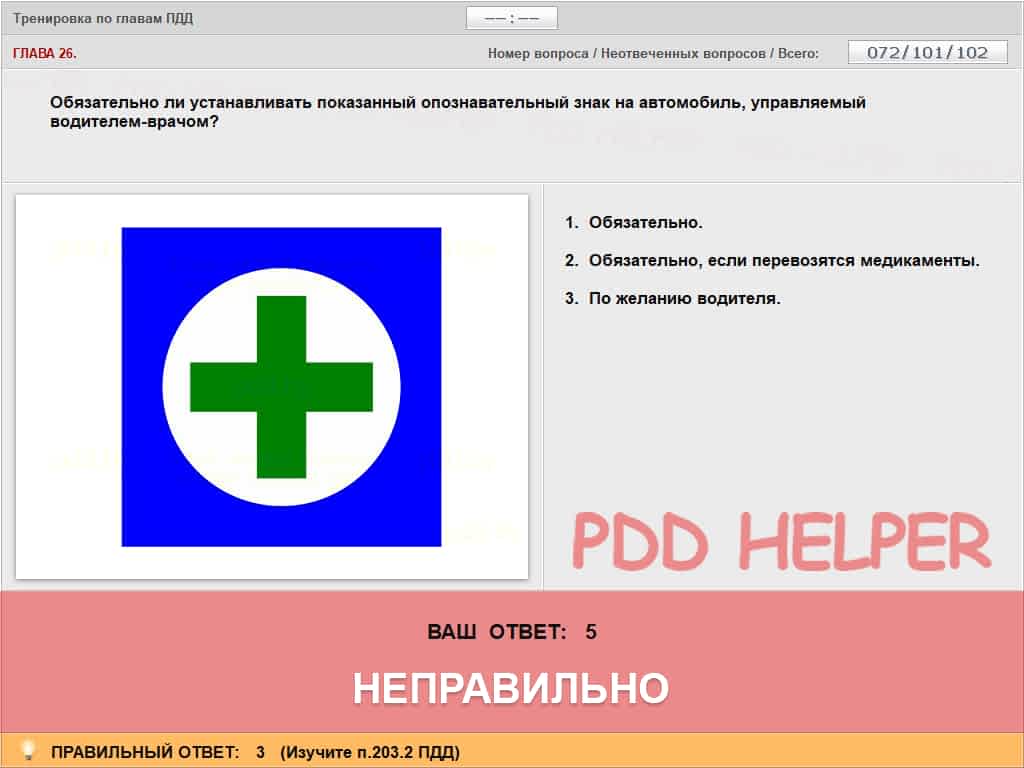 Тренировка по главам ПДД
–– : ––
ГЛАВА 26.
Номер вопроса / Неотвеченных вопросов / Всего:
072/101/102
Обязательно ли устанавливать показанный опознавательный знак на автомобиль, управляемый
водителем-врачом?
1. Обязательно.
2. Обязательно, если перевозятся медикаменты.
3. По желанию водителя.
PDD HELPER
ВАШ ОТВЕТ: 5
НЕПРАВИЛЬНО
ПРАВИЛЬНЫЙ ОТВЕТ: 3 (Изучите п.203.2 ПДД)